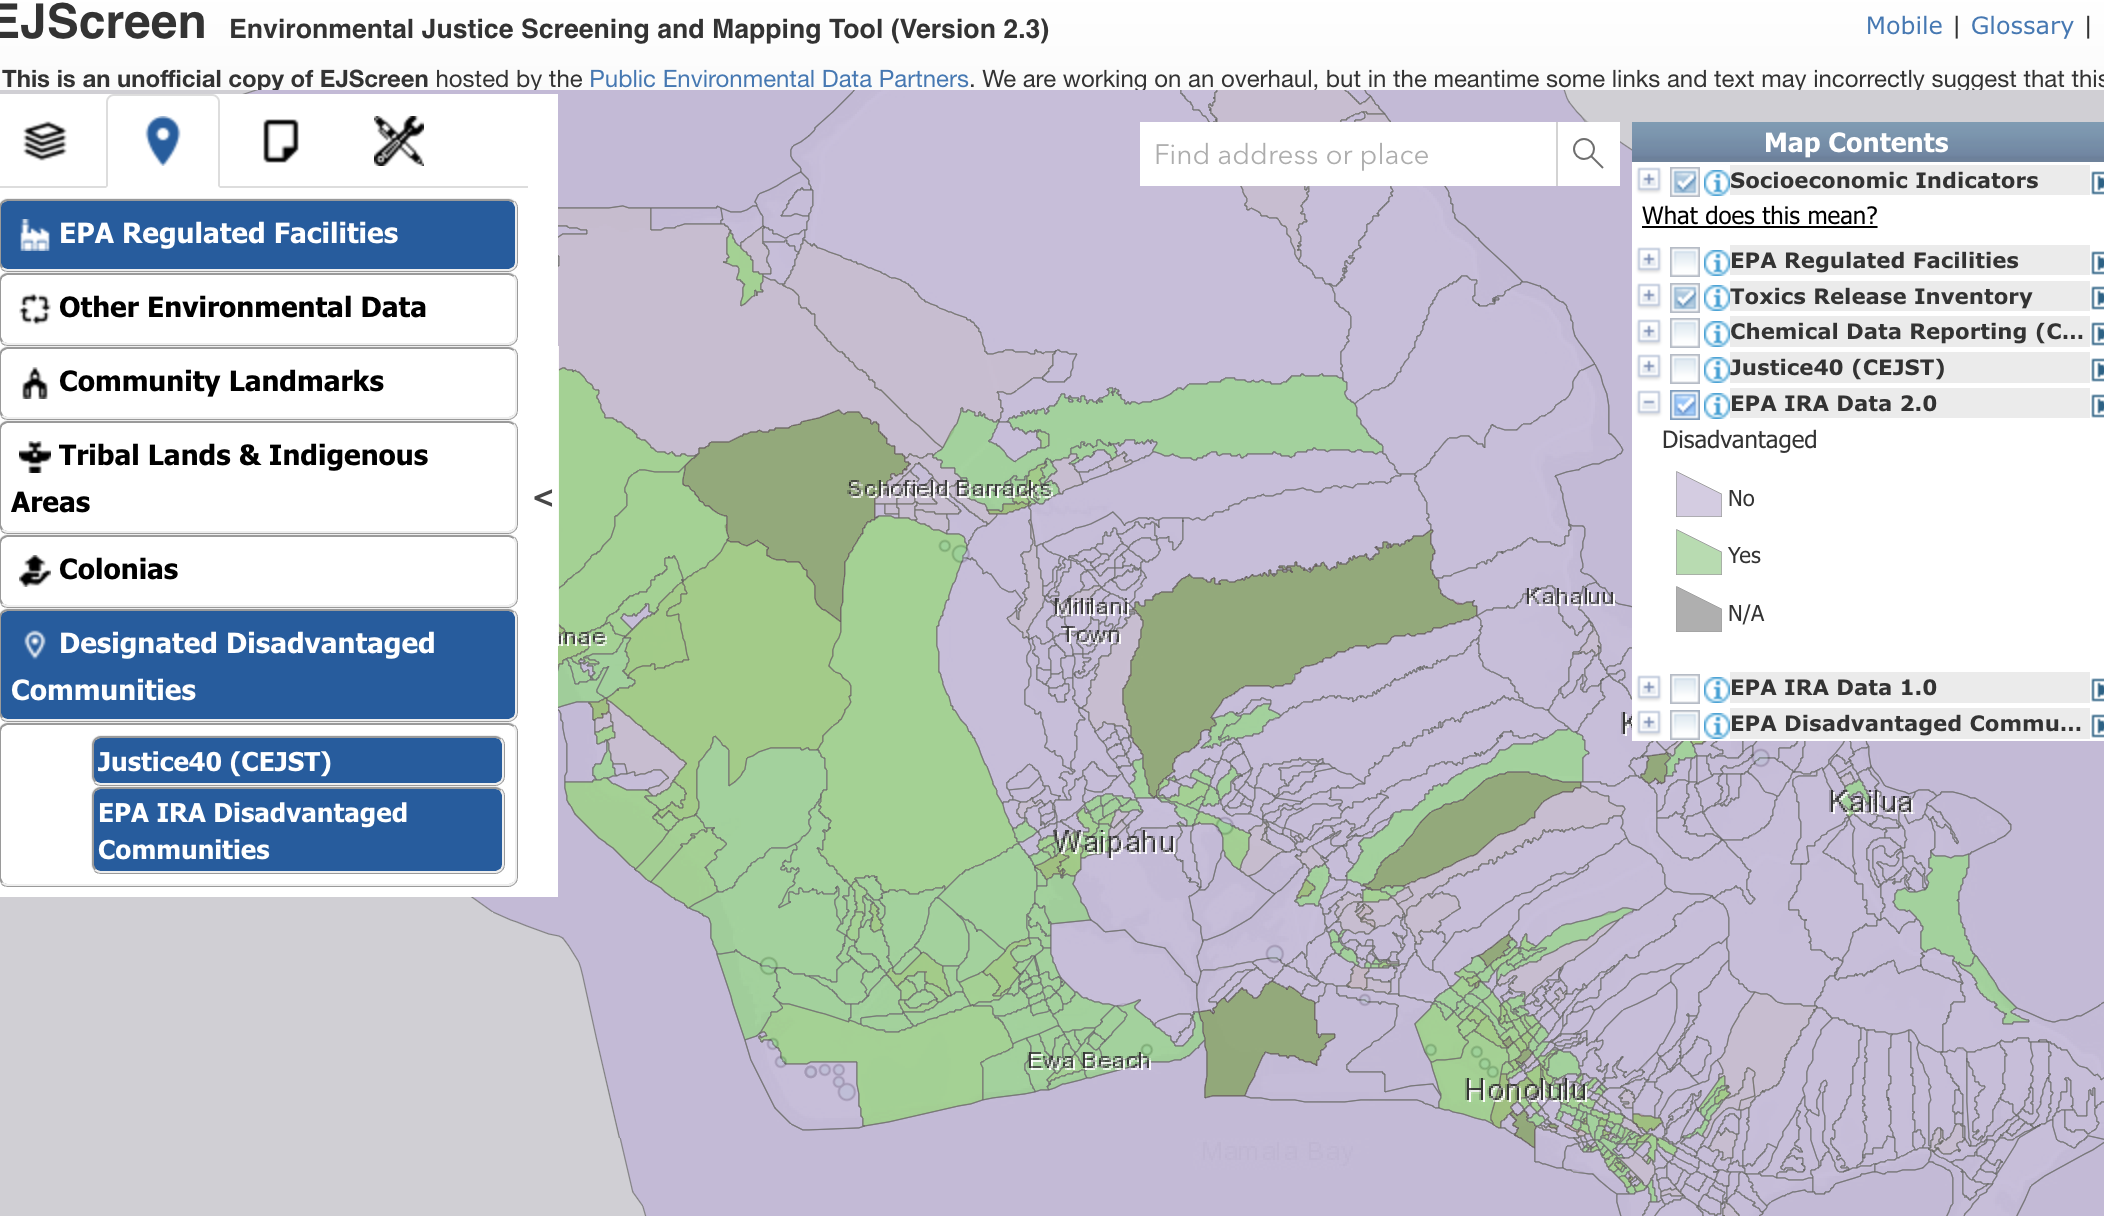 EJScreen Environmental Justice Screening and Mapping Tool (Version 2.3)
Mobile | Glossary |
This is an unofficial copy of EJScreen hosted by the Public Environmental Data Partners. We are working on an overhaul, but in the meantime some links and text may incorrectly suggest that this
EPA Regulated Facilities
Other Environmental Data
Community Landmarks
Tribal Lands & Indigenous
Areas
Colonias
Designated Disadvantaged
Communities
Justice40 (CEJST)
EPA IRA Disadvantaged
Communities
<
Find address or place
Map Contents
Socioeconomic Indicators
What does this mean?
EPA Regulated Facilities
Toxics Release Inventory
Chemical Data Reporting (C...
Justice40 (CEJST)
EPA IRA Data 2.0
Disadvantaged
No
Yes
N/A
EPA IRA Data 1.0
EPA Disadvantaged Commu...
Schofield Barracks
Mililani
Town
Kahaluu
Kailua
Waipahu
Ewa Beach
Honolulu
Mamala Bay